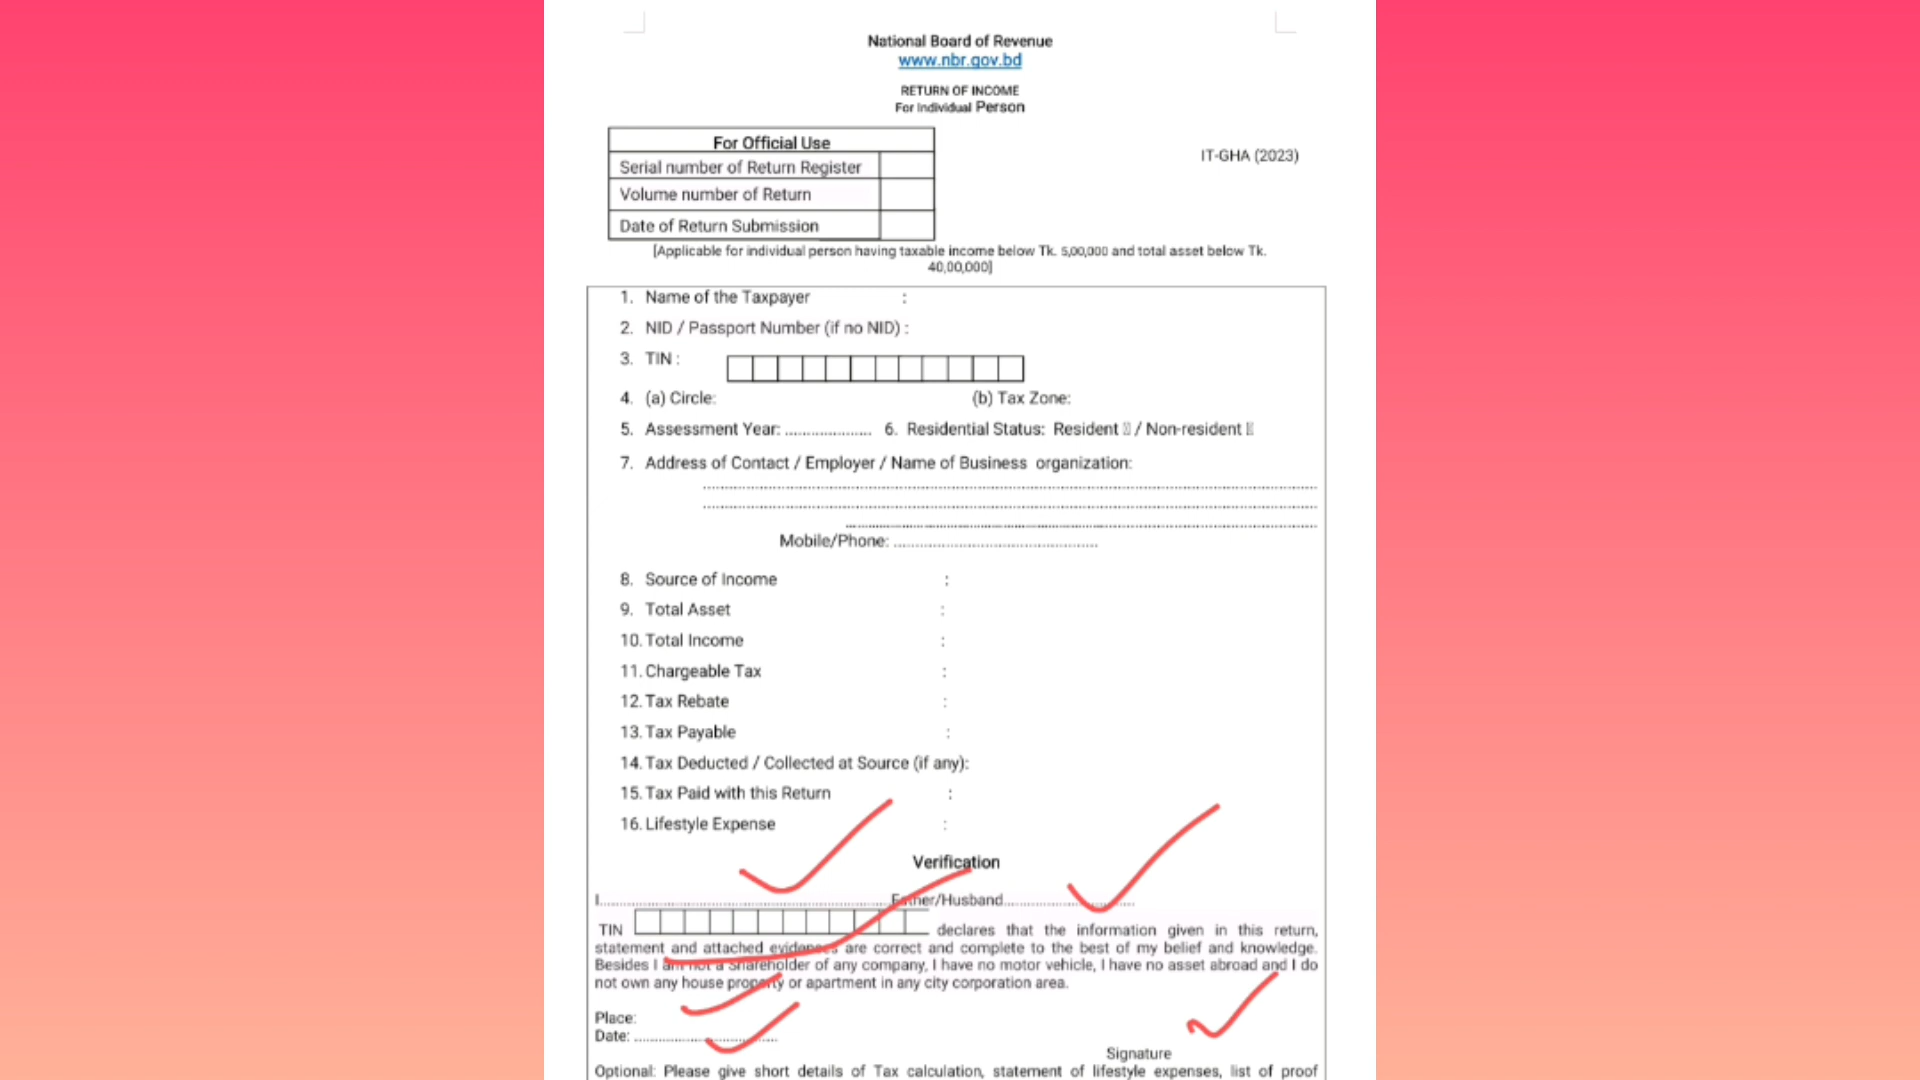 National Board of Revenue
www.nbr.gov.bd
RETURN OF INCOME
For Individual Person
For Official Use
Serial number of Return Register
Volume number of Return
Date of Return Submission
IT-GHA (2023)
[Applicable for individual person having taxable income below Tk. 5,00,000 and total asset below Tk.
40,00,000]
1. Name of the Taxpayer :
2. NID / Passport Number (if no NID) :
3. TIN :
4. (a) Circle: (b) Tax Zone:
5. Assessment Year: ..................... 6. Residential Status: Resident / Non-resident
7. Address of Contact / Employer / Name of Business organization:
Mobile/Phone: ..................................................
8. Source of Income :
9. Total Asset :
10. Total Income :
11. Chargeable Tax :
12. Tax Rebate :
13. Tax Payable :
14. Tax Deducted / Collected at Source (if any):
15. Tax Paid with this Return :
16. Lifestyle Expense :
Verification
I.......................................................Father/Husband................................
TIN declares that the information given in this return,
statement and attached evidences are correct and complete to the best of my belief and knowledge.
Besides I am not a Shareholder of any company, I have no motor vehicle, I have no asset abroad and I do
not own any house property or apartment in any city corporation area.
Place:
Date: ...................................
Signature
Optional: Please give short details of Tax calculation, statement of lifestyle expenses, list of proof